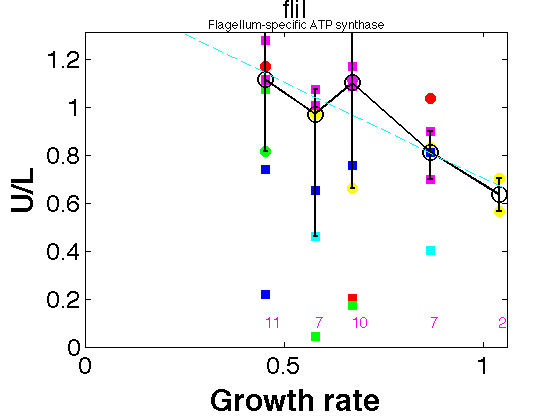 fliI
Flagellum-specific ATP synthase
1.2
1
0.8
0.6
0.4
0.2
0
U/L
11 7 10 7 2
0 0.5 1
Growth rate